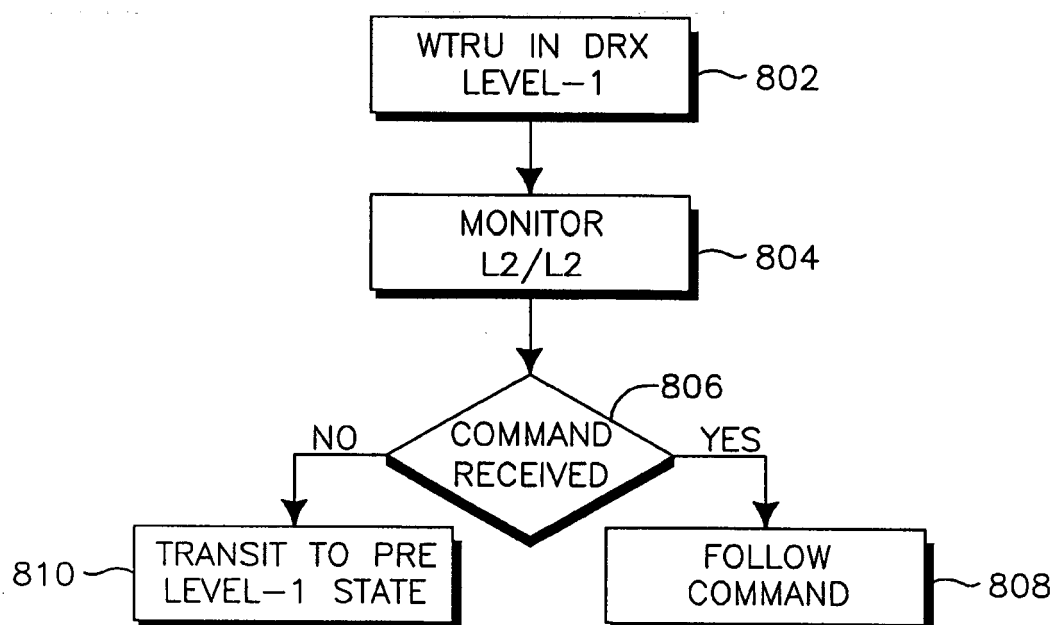 WTRU IN DRX
LEVEL-1
802
MONITOR
L2/L2
804
806
COMMAND
RECEIVED
NO
YES
TRANSIT TO PRE
LEVEL-1 STATE
810
FOLLOW
COMMAND
808